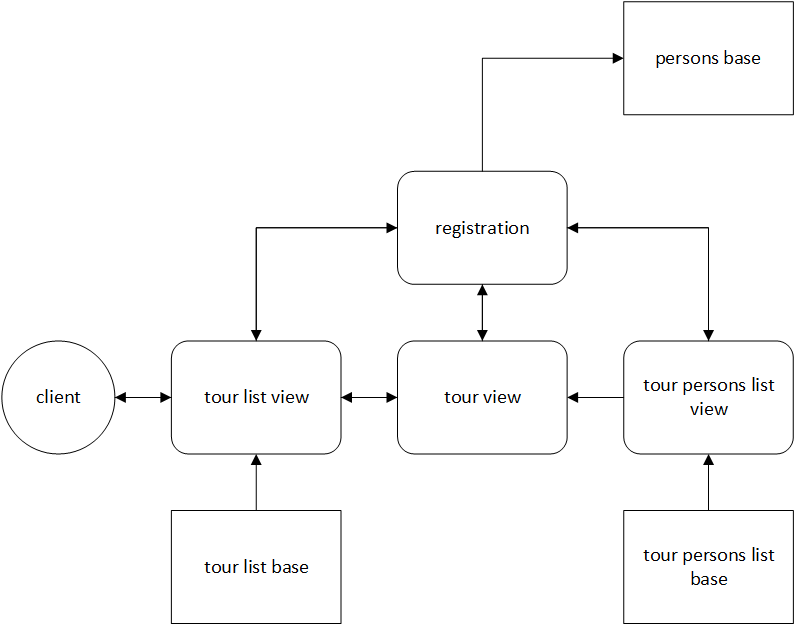 persons base
registration
client
tour list view
tour view
tour persons list
view
tour list base
tour persons list
base